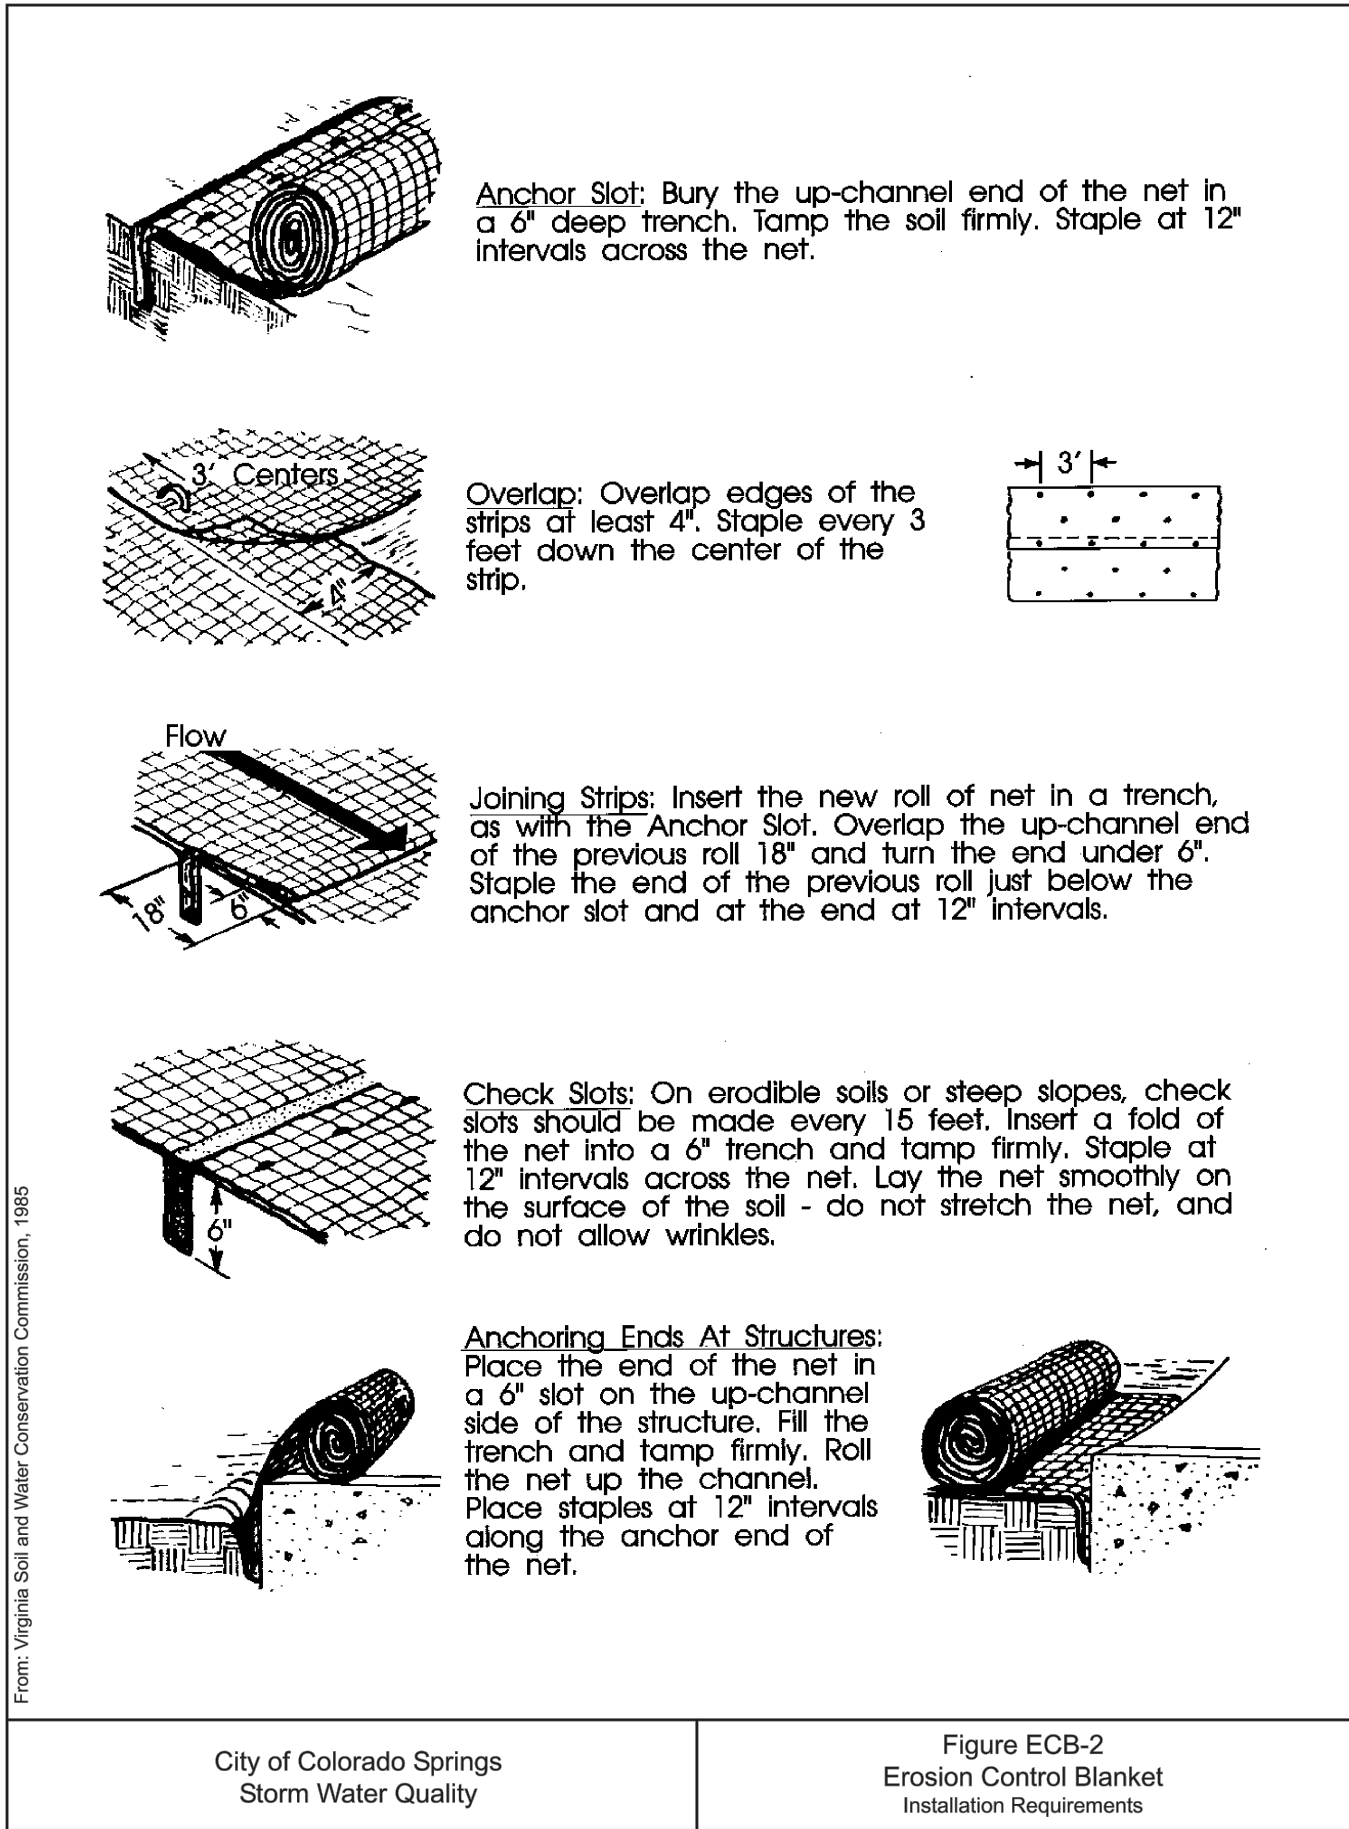 Anchor Slot: Bury the up-channel end of the net in
a 6" deep trench. Tamp the soil firmly. Staple at 12"
intervals across the net.
3' Centers
4"
Overlap: Overlap edges of the
strips at least 4". Staple every 3
feet down the center of the
strip.
3'
Flow
18"
6"
Joining Strips: Insert the new roll of net in a trench,
as with the Anchor Slot. Overlap the up-channel end
of the previous roll 18" and turn the end under 6".
Staple the end of the previous roll just below the
anchor slot and at the end at 12" intervals.
6"
Check Slots: On erodible soils or steep slopes, check
slots should be made every 15 feet. Insert a fold of
the net into a 6" trench and tamp firmly. Staple at
12" intervals across the net. Lay the net smoothly on
the surface of the soil - do not stretch the net, and
do not allow wrinkles.
Anchoring Ends At Structures:
Place the end of the net in
a 6" slot on the up-channel
side of the structure. Fill the
trench and tamp firmly. Roll
the net up the channel.
Place staples at 12" intervals
along the anchor end of
the net.
From: Virginia Soil and Water Conservation Commission, 1985
City of Colorado Springs
Storm Water Quality
Figure ECB-2
Erosion Control Blanket
Installation Requirements